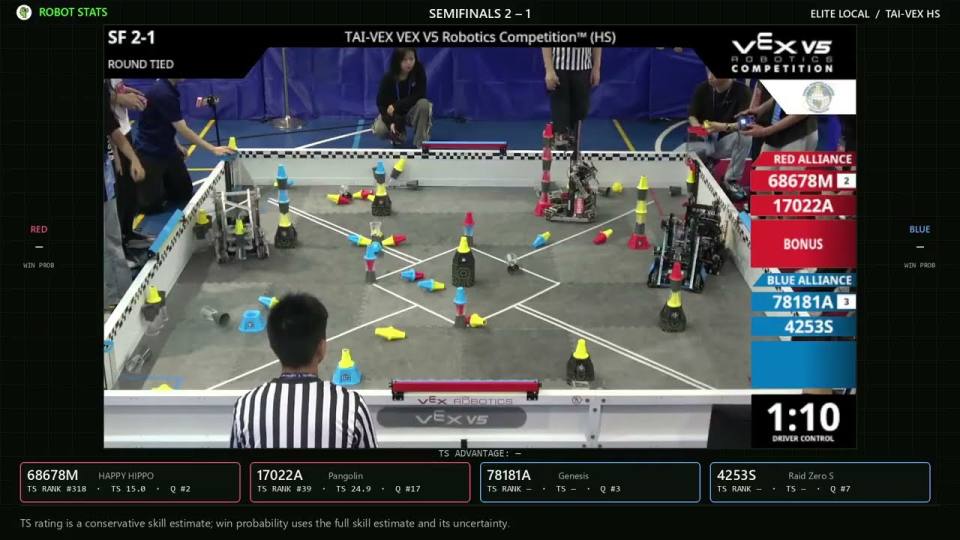 ROBOT STATS
SEMIFINALS 2 – 1
ELITE LOCAL / TAI-VEX HS
SF 2-1
ROUND TIED
TAI-VEX VEX V5 Robotics Competition™ (HS)
VEX V5
ROBOTICS
COMPETITION
RED ALLIANCE
68678M 2
17022A
BONUS
BLUE ALLIANCE
78181A 3
4253S
1:10
DRIVER CONTROL
RED
—
WIN PROB
BLUE
—
WIN PROB
VEX ROBOTICS
VEX V5
TS ADVANTAGE: —
68678M HAPPY HIPPO
TS RANK #318 · TS 15.0 · Q #2
17022A Pangolin
TS RANK #39 · TS 24.9 · Q #17
78181A Genesis
TS RANK — · TS — · Q #3
4253S Raid Zero S
TS RANK — · TS — · Q #7
TS rating is a conservative skill estimate; win probability uses the full skill estimate and its uncertainty.